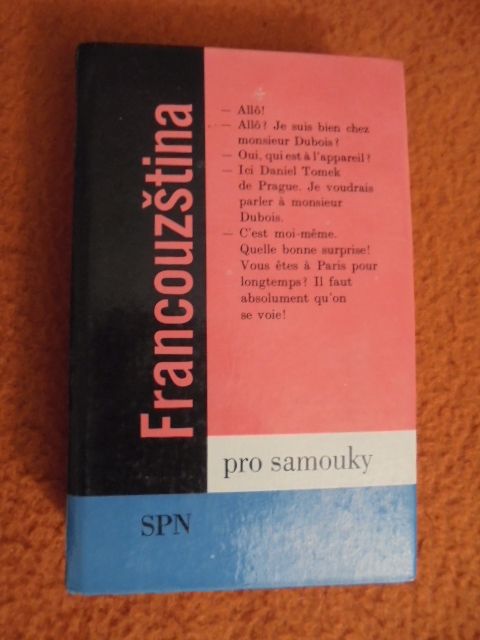 Francouzština
— Allô!
— Allô? Je suis bien chez
monsieur Dubois?
— Oui, qui est à l'appareil?
— Ici Daniel Tomek
de Prague. Je voudrais
parler à monsieur
Dubois.
— C'est moi-même.
Quelle bonne surprise!
Vous êtes à Paris pour
longtemps? Il faut
absolument qu'on
se voie!
pro samouky
SPN